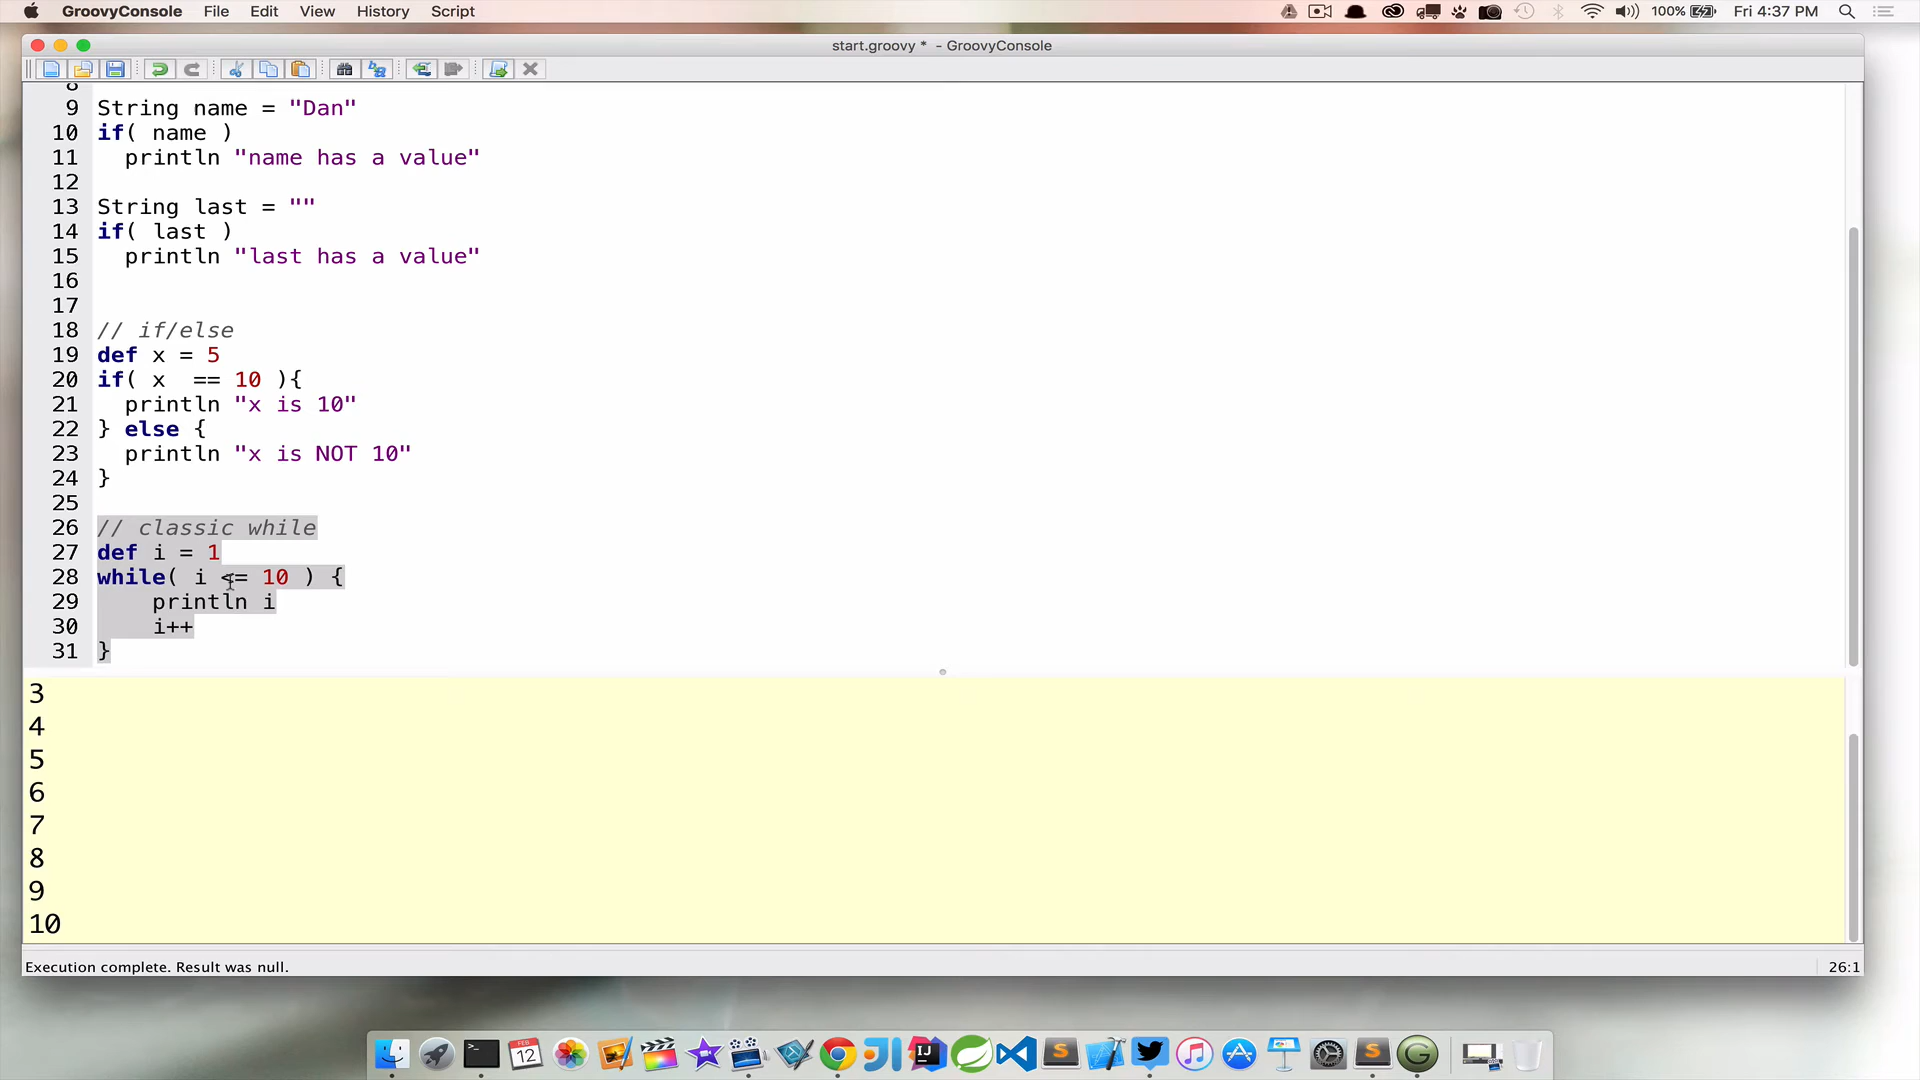 GroovyConsole File Edit View History Script 100% Fri 4:37 PM
start.groovy * - GroovyConsole
8
9 String name = "Dan"
10 if( name )
11 println "name has a value"
12
13 String last = ""
14 if( last )
15 println "last has a value"
16
17
18 // if/else
19 def x = 5
20 if( x  == 10 ){
21 println "x is 10"
22 } else {
23 println "x is NOT 10"
24 }
25
26 // classic while
27 def i = 1
28 while( i <= 10 ) {
29 println i
30 i++
31 }
3
4
5
6
7
8
9
10
Execution complete. Result was null. 26:1
FEB
12